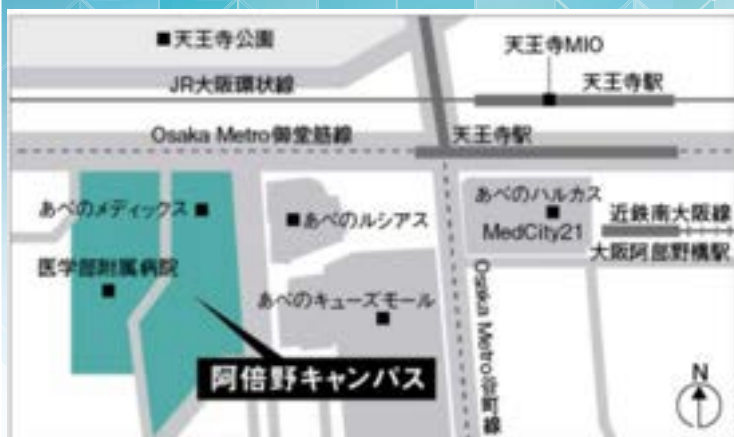 ■天王寺公園
天王寺MIO
JR大阪環状線
天王寺駅
Osaka Metro御堂筋線
天王寺駅
あべのメディックス■
■あべのルシアス
あべのハルカス
MedCity21
近鉄南大阪線
大阪阿部野橋駅
医学部附属病院
あべのキューズモール
Osaka Metro谷町線
阿倍野キャンパス
N